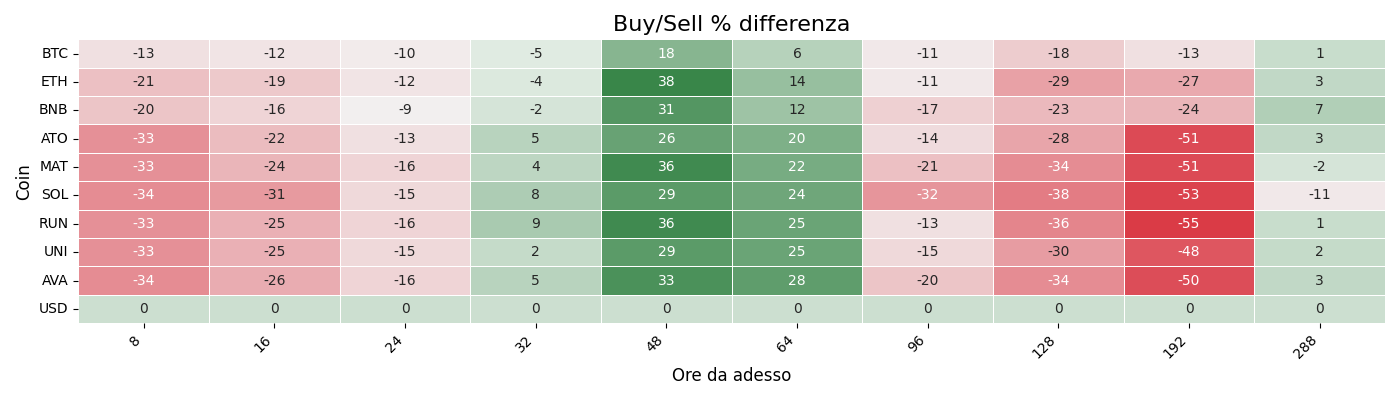 Buy/Sell % differenza
Coin
BTC -13 -12 -10 -5 18 6 -11 -18 -13 1
ETH -21 -19 -12 -4 38 14 -11 -29 -27 3
BNB -20 -16 -9 -2 31 12 -17 -23 -24 7
ATO -33 -22 -13 5 26 20 -14 -28 -51 3
MAT -33 -24 -16 4 36 22 -21 -34 -51 -2
SOL -34 -31 -15 8 29 24 -32 -38 -53 -11
RUN -33 -25 -16 9 36 25 -13 -36 -55 1
UNI -33 -25 -15 2 29 25 -15 -30 -48 2
AVA -34 -26 -16 5 33 28 -20 -34 -50 3
USD 0 0 0 0 0 0 0 0 0 0
8 16 24 32 48 64 96 128 192 288
Ore da adesso